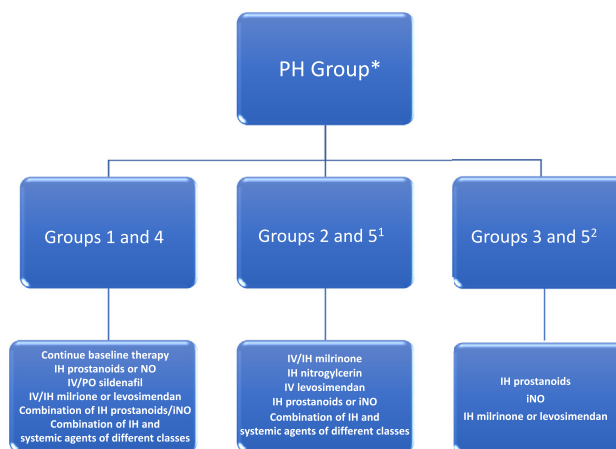 PH Group*
Groups 1 and 4
Groups 2 and 5¹
Groups 3 and 5²
Continue baseline therapy
IH prostanoids or NO
IV/PO sildenafil
IV/IH milrione or levosimendan
Combination of IH prostanoids/iNO
Combination of IH and
systemic agents of different classes
IV/IH milrinone
IH nitrogylcerin
IV levosimendan
IH prostanoids or iNO
Combination of IH and
systemic agents of different classes
IH prostanoids
iNO
IH milrinone or levosimendan